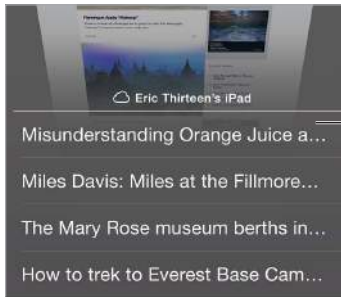 Eric Thirteen's iPad
Misunderstanding Orange Juice a...
Miles Davis: Miles at the Fillmore...
The Mary Rose museum berths in...
How to trek to Everest Base Cam...